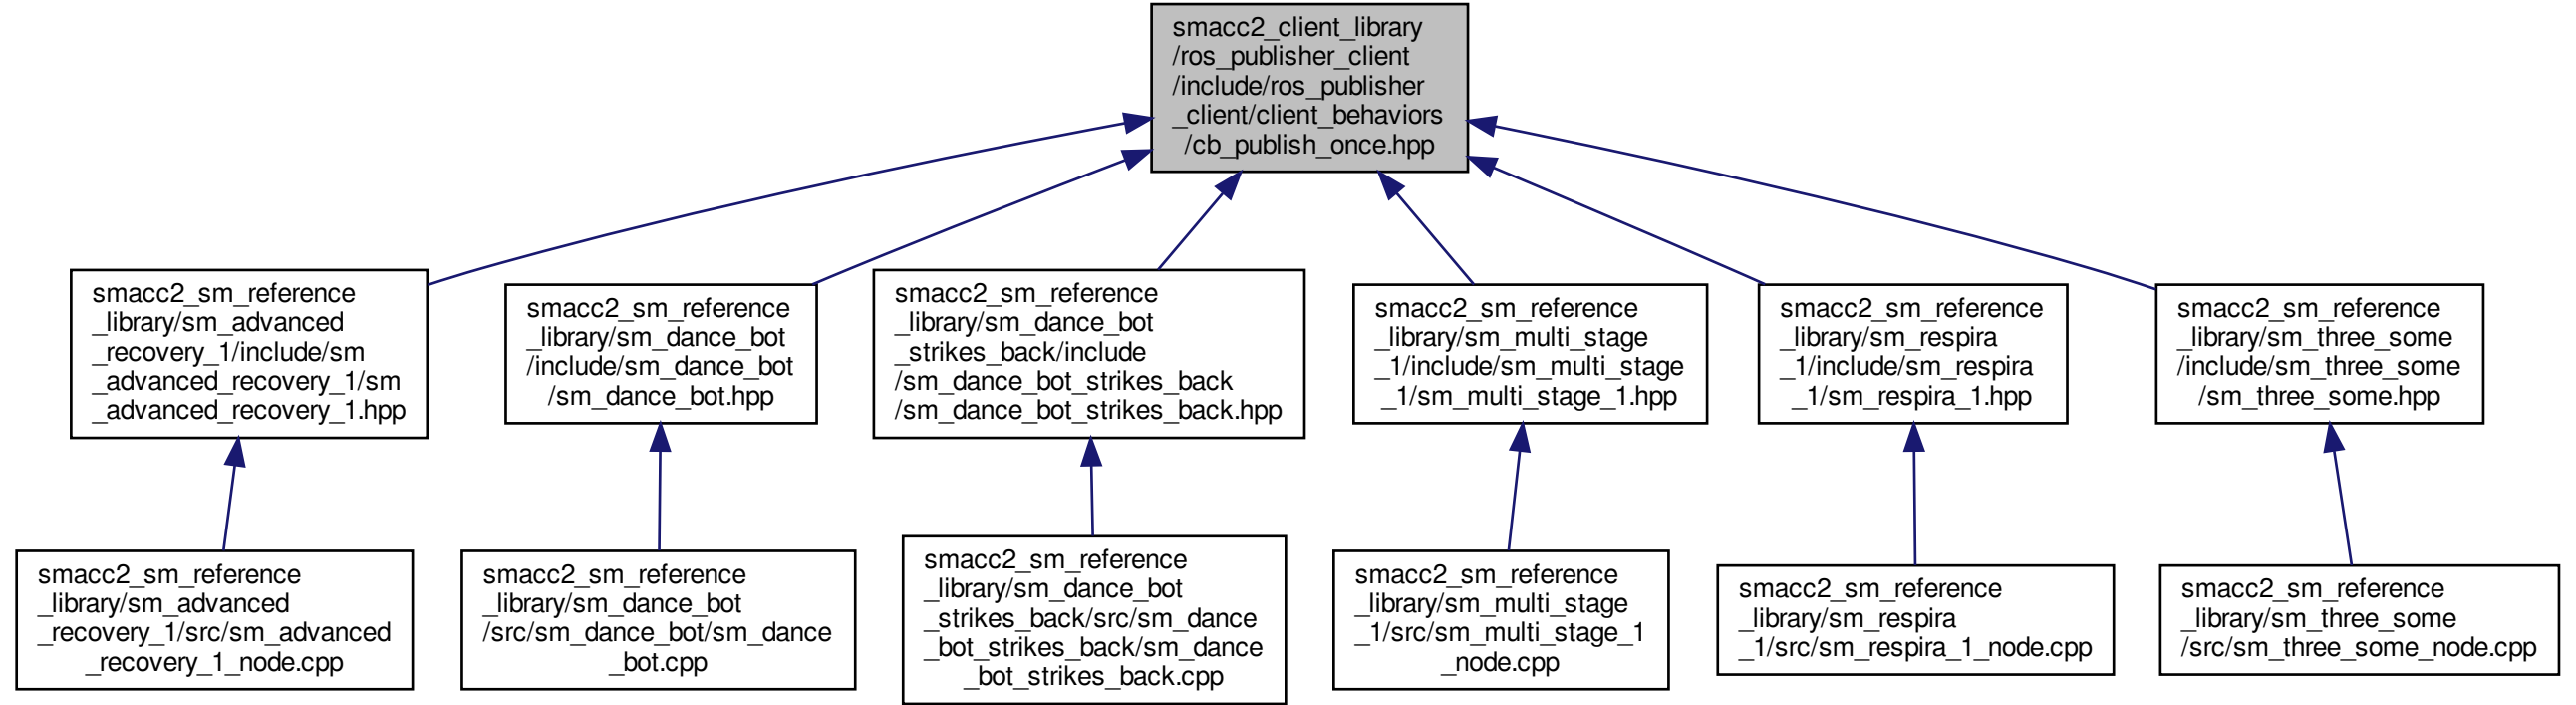 smacc2_client_library
/ros_publisher_client
/include/ros_publisher
_client/client_behaviors
/cb_publish_once.hpp
smacc2_sm_reference
_library/sm_advanced
_recovery_1/include/sm
_advanced_recovery_1/sm
_advanced_recovery_1.hpp
smacc2_sm_reference
_library/sm_dance_bot
/include/sm_dance_bot
/sm_dance_bot.hpp
smacc2_sm_reference
_library/sm_dance_bot
_strikes_back/include
/sm_dance_bot_strikes_back
/sm_dance_bot_strikes_back.hpp
smacc2_sm_reference
_library/sm_multi_stage
_1/include/sm_multi_stage
_1/sm_multi_stage_1.hpp
smacc2_sm_reference
_library/sm_respira
_1/include/sm_respira
_1/sm_respira_1.hpp
smacc2_sm_reference
_library/sm_three_some
/include/sm_three_some
/sm_three_some.hpp
smacc2_sm_reference
_library/sm_advanced
_recovery_1/src/sm_advanced
_recovery_1_node.cpp
smacc2_sm_reference
_library/sm_dance_bot
/src/sm_dance_bot/sm_dance
_bot.cpp
smacc2_sm_reference
_library/sm_dance_bot
_strikes_back/src/sm_dance
_bot_strikes_back/sm_dance
_bot_strikes_back.cpp
smacc2_sm_reference
_library/sm_multi_stage
_1/src/sm_multi_stage_1
_node.cpp
smacc2_sm_reference
_library/sm_respira
_1/src/sm_respira_1_node.cpp
smacc2_sm_reference
_library/sm_three_some
/src/sm_three_some_node.cpp